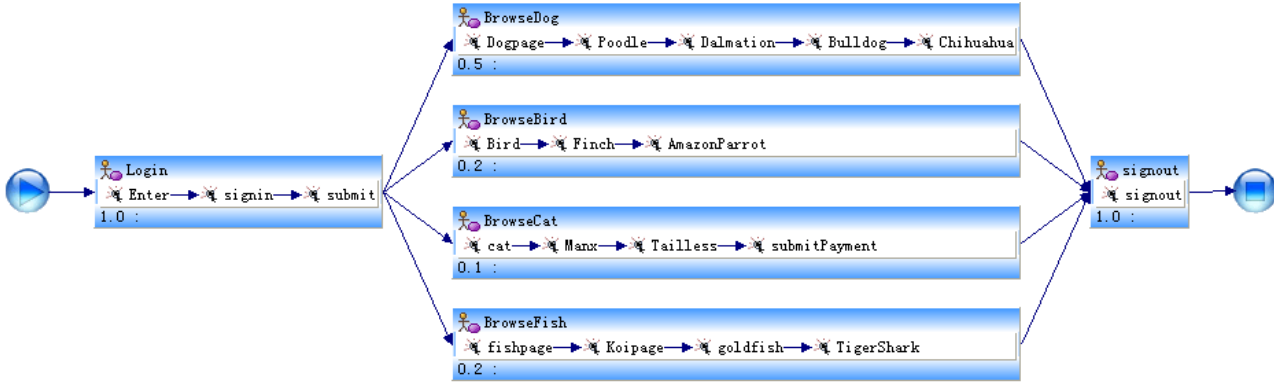 Login
Enter signin submit
1.0 :
BrowseDog
Dogpage Poodle Dalmation Bulldog Chihuahua
0.5 :
BrowseBird
Bird Finch AmazonParrot
0.2 :
BrowseCat
cat Manx Tailless submitPayment
0.1 :
BrowseFish
fishpage Koipage goldfish TigerShark
0.2 :
signout
signout
1.0 :